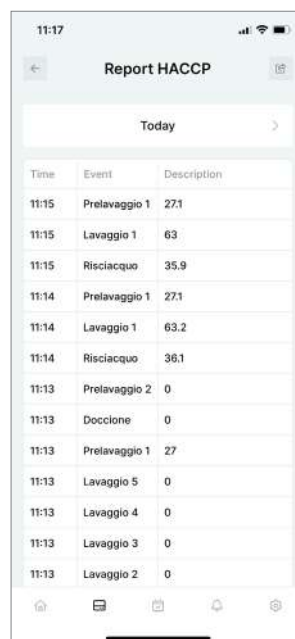 11:17
Report HACCP
Today
Time Event Description
11:15 Prelavaggio 1 27.1
11:15 Lavaggio 1 63
11:15 Risciacquo 35.9
11:14 Prelavaggio 1 27.1
11:14 Lavaggio 1 63.2
11:14 Risciacquo 36.1
11:13 Prelavaggio 2 0
11:13 Doccione 0
11:13 Prelavaggio 1 27
11:13 Lavaggio 5 0
11:13 Lavaggio 4 0
11:13 Lavaggio 3 0
11:13 Lavaggio 2 0